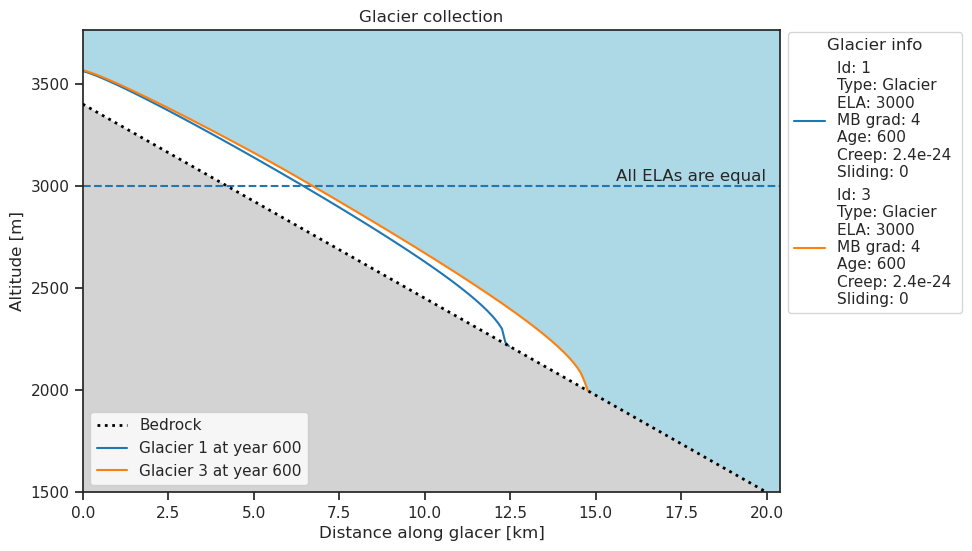 Glacier collection
3500
3000
2500
2000
1500
Altitude [m]
All ELAs are equal
Bedrock
Glacier 1 at year 600
Glacier 3 at year 600
0.0
2.5
5.0
7.5
10.0
12.5
15.0
17.5
20.0
Distance along glacer [km]
Glacier info
Id: 1
Type: Glacier
ELA: 3000
MB grad: 4
Age: 600
Creep: 2.4e-24
Sliding: 0
Id: 3
Type: Glacier
ELA: 3000
MB grad: 4
Age: 600
Creep: 2.4e-24
Sliding: 0